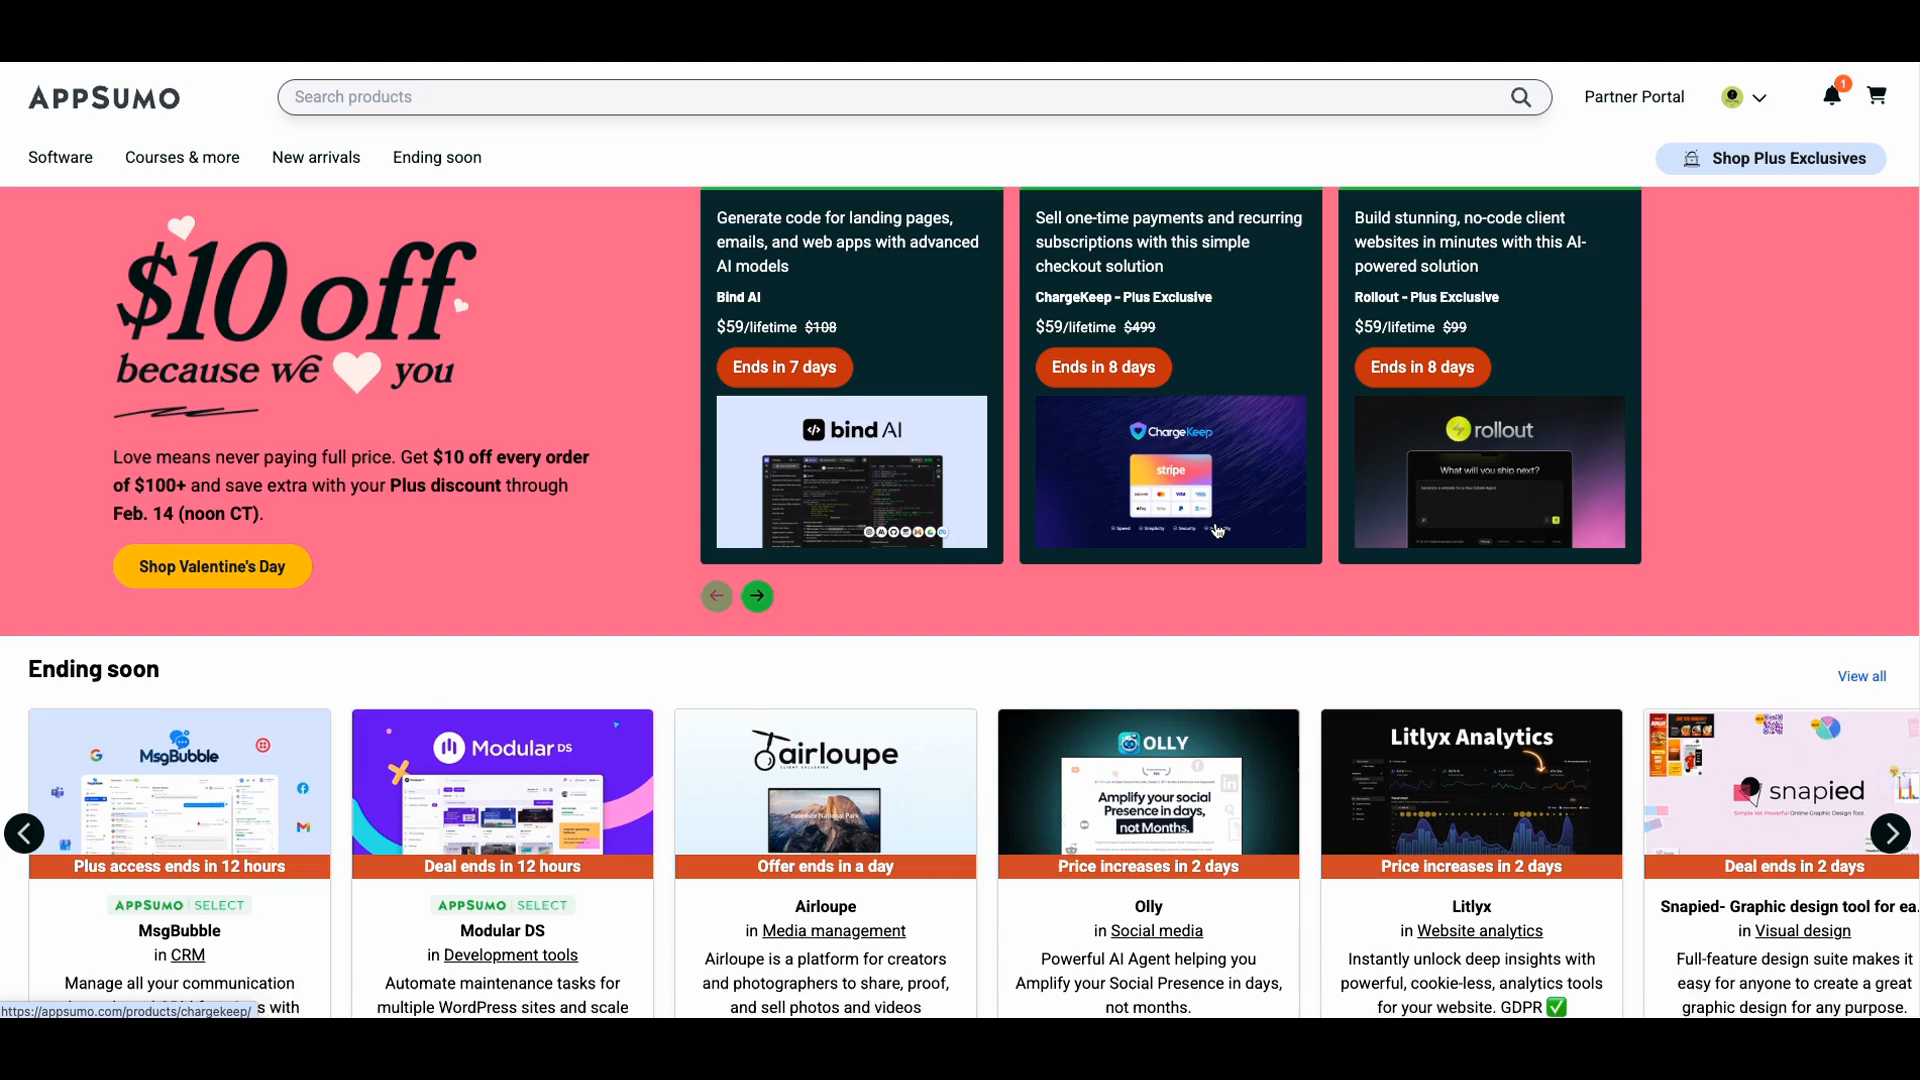 APPSUMO
Search products
Partner Portal
1
Software
Courses & more
New arrivals
Ending soon
Shop Plus Exclusives
$10 off
because we you
Love means never paying full price. Get $10 off every order
of $100+ and save extra with your Plus discount through
Feb. 14 (noon CT).
Shop Valentine's Day
Generate code for landing pages,
emails, and web apps with advanced
AI models
Bind AI
$59/lifetime $108
Ends in 7 days
bind AI
Sell one-time payments and recurring
subscriptions with this simple
checkout solution
ChargeKeep - Plus Exclusive
$59/lifetime $499
Ends in 8 days
ChargeKeep
stripe
Build stunning, no-code client
websites in minutes with this AI-
powered solution
Rollout - Plus Exclusive
$59/lifetime $99
Ends in 8 days
rollout
What will you ship next?
Ending soon
View all
MsgBubble
Plus access ends in 12 hours
APPSUMO SELECT
MsgBubble
in CRM
Manage all your communication
s with
Modular DS
Deal ends in 12 hours
APPSUMO SELECT
Modular DS
in Development tools
Automate maintenance tasks for
multiple WordPress sites and scale
airloupe
CLIENT GALLERIES
Yosemite National Park
Offer ends in a day
Airloupe
in Media management
Airloupe is a platform for creators
and photographers to share, proof,
and sell photos and videos
OLLY
Amplify your social
Presence in days,
not Months.
Price increases in 2 days
Olly
in Social media
Powerful AI Agent helping you
Amplify your Social Presence in days,
not months.
Litlyx Analytics
Price increases in 2 days
Litlyx
in Website analytics
Instantly unlock deep insights with
powerful, cookie-less, analytics tools
for your website. GDPR ✅
snapied
Simple Yet Powerful Online Graphic Design Tool.
Deal ends in 2 days
Snapied- Graphic design tool for ea.
in Visual design
Full-feature design suite makes it
easy for anyone to create a great
graphic design for any purpose.
https://appsumo.com/products/chargekeep/